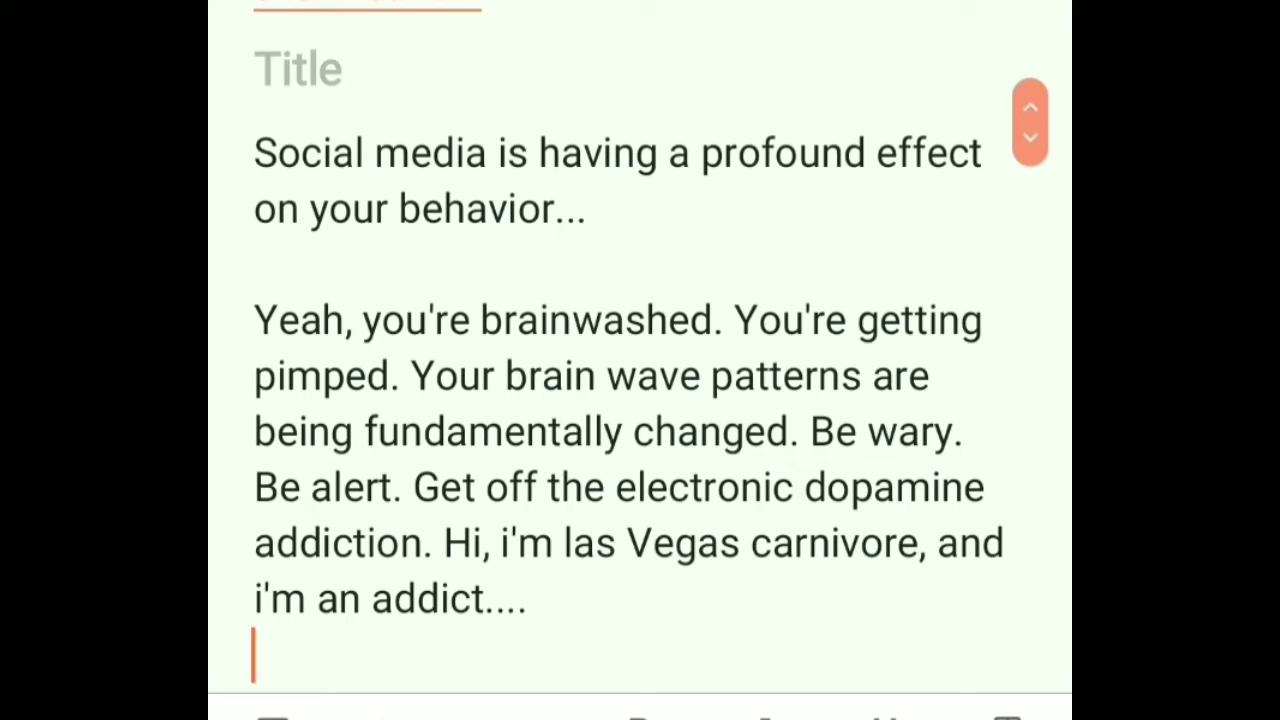 Title
Social media is having a profound effect
on your behavior...
Yeah, you're brainwashed. You're getting
pimped. Your brain wave patterns are
being fundamentally changed. Be wary.
Be alert. Get off the electronic dopamine
addiction. Hi, i'm las Vegas carnivore, and
i'm an addict....